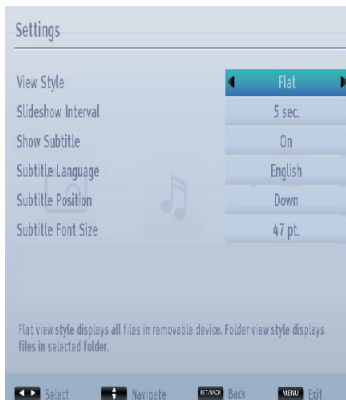 Settings
View Style Flat
Slideshow Interval 5 sec.
Show Subtitle On
Subtitle Language English
Subtitle Position Down
Subtitle Font Size 47 pt.
Flat view style displays all files in removable device. Folder view style displays
files in selected folder.
Select Navigate RET/BACK Back MENU Exit